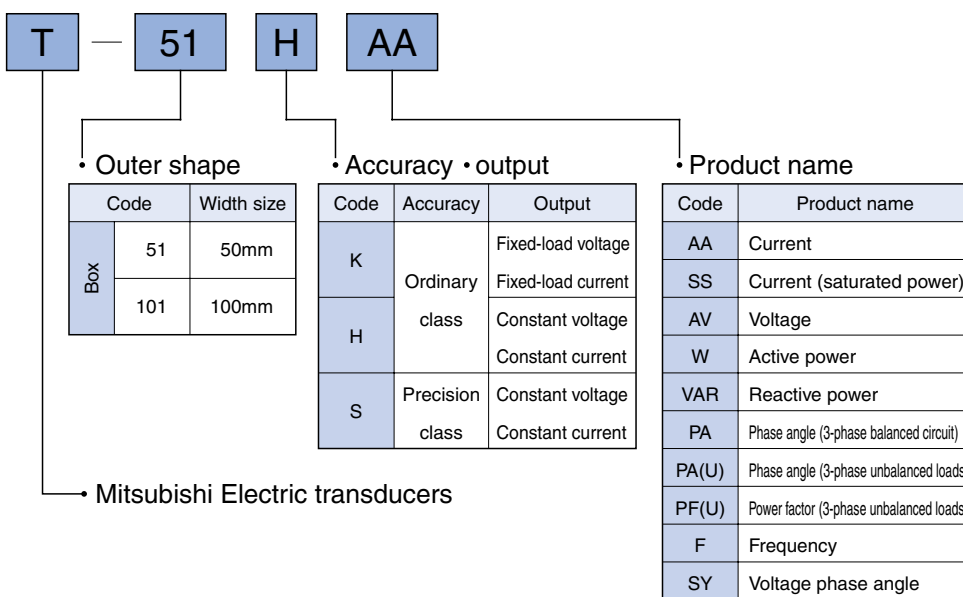 T — 51 H AA
• Outer shape
Code Width size
Box
51 50mm
101 100mm
• Accuracy • output
Code Accuracy Output
K Ordinary class Fixed-load voltage
Fixed-load current
H Constant voltage
Constant current
S Precision class Constant voltage
Constant current
• Product name
Code Product name
AA Current
SS Current (saturated power)
AV Voltage
W Active power
VAR Reactive power
PA Phase angle (3-phase balanced circuit)
PA(U) Phase angle (3-phase unbalanced loads
PF(U) Power factor (3-phase unbalanced loads
F Frequency
SY Voltage phase angle
• Mitsubishi Electric transducers